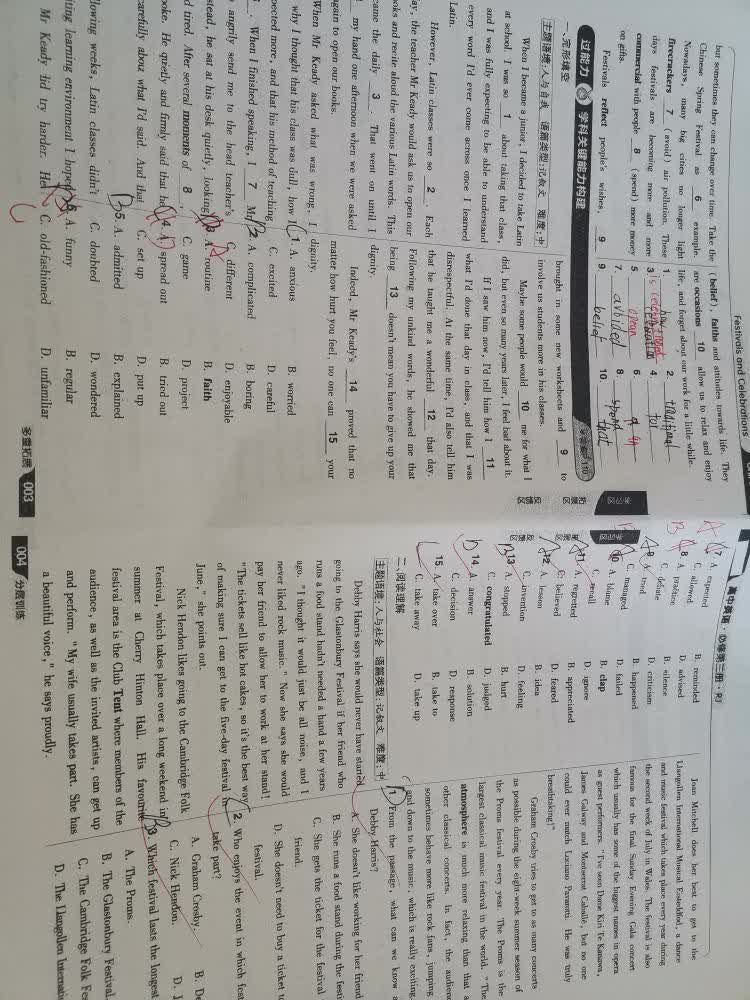 Festivals and Celebrations
but sometimes they can change over time. Take the
Chinese Spring Festival as 6 example.
Nowadays, many big cities no longer light
firecrackers 7 (avoid) air pollution. These
days festivals are becoming more and more
commercial with people 8 (spend) more money
on gifts.
Festivals reflect people's wishes, 9
(belief), faiths and attitudes towards life. They
are occasions 10 allow us to relax and enjoy
life, and forget about our work for a little while.
1
2. traditional
3
4. for
6
7. avoided
8. spend
9 belief
10 that
过能力 学科关键能力构建
一、完形填空
主题语境:人与自我 语篇类型:记叙文 难度:中
When I became a junior, I decided to take Latin
at school. I was so 1 about taking that class,
and I was fully expecting to be able to understand
every word I'd ever come across once I learned
Latin.
However, Latin classes were so 2 . Each
day, the teacher Mr Keady would ask us to open our
books and recite aloud the various Latin words. This
became the daily 3 . That went on until I
my hand one afternoon when we were asked
again to open our books.
When Mr Keady asked what was wrong, I
why I thought that his class was dull, how I
expected more, and that his method of teaching
. When I finished speaking, I 7 Mr
angrily send me to the head teacher's
stead, he sat at his desk quietly, looking
d tired. After several moments of 8 ,
poke. He quietly and firmly said that he
carefully about what I'd said. And that
lowing weeks, Latin classes didn't
ting learning environment I hoped
Mr Keady did try harder. He
brought in some new worksheets and 9 to
involve us students more in his classes.
Maybe some people would 10 me for what I
did, but even so many years later, I feel bad about it.
If I saw him now, I'd tell him how I 11
what I'd done that day in class, and that I was
disrespectful. At the same time, I'd also tell him
that he taught me a wonderful 12 that day.
Following my unkind words, he showed me that
being 13 doesn't mean you have to give up your
dignity.
Indeed, Mr Keady's 14 proved that no
matter how hurt you feel, no one can 15 your
dignity.
1. A. anxious
B. worried
C. excited
D. careful
2. A. complicated
B. boring
C. different
D. enjoyable
A. routine
B. faith
C. game
D. project
4. A. spread out
B. tried out
C. set up
D. put up
5. A. admitted
B. explained
C. doubted
D. wondered
A. funny
B. regular
C. old-fashioned
D. unfamiliar
多重拓展 003
高中英语·必修第三册·RJ
7. A. expected
B. reminded
C. allowed
D. advised
8. A. practice
B. silence
C. debate
D. criticism
9. A. tried
B. happened
C. managed
D. failed
10. A. blame
B. clap
C. recall
D. ignore
11. A. regretted
B. appreciated
C. believed
D. feared
12. A. lesson
B. idea
C. invention
D. feeling
13. A. stopped
B. hurt
C. congratulated
D. judged
14. A. answer
B. solution
C. decision
D. response
15. A. take over
B. take to
C. take away
D. take up
二、阅读理解
主题语境:人与社会 语篇类型:记叙文 难度:中
Debby Harris says she would never have started
going to the Glastonbury Festival if her friend who
runs a food stand hadn't needed a hand a few years
ago. "I thought it would just be all noise, and I
never liked rock music." Now she says she would
pay her friend to allow her to work at her stand!
"The tickets sell like hot cakes, so it's the best way
of making sure I can get to the five-day festival in
June," she points out.
Nick Hendon likes going to the Cambridge Folk
Festival, which takes place over a long weekend in
summer at Cherry Hinton Hall. His favourite
festival area is the Club Tent where members of the
audience, as well as the invited artists, can get up
and perform. "My wife usually takes part. She has
a beautiful voice," he says proudly.
Joan Mitchell does her best to get to the
Llangollen International Musical Eisteddfod, a dance
and music festival which takes place every year during
the second week of July in Wales. The festival is also
famous for the final Sunday Evening Gala concert
which usually has some of the biggest names in opera
as guest performers. "I've seen Dame Kiri Te Kanawa,
James Galway and Montserrat Caballé, but no one
could ever match Luciano Pavarotti. He was truly
breathtaking!"
Graham Crosby tries to get to as many concerts
as possible during the eight-week summer season of
the Proms festival every year. The Proms is the
largest classical music festival in the world. "The
atmosphere is much more relaxing than that a
other classical concerts. In fact, the audienc
sometimes behave more like rock fans, jumping
and down to the music, which is really exciting.
1. From the passage, what can we know a
Debby Harris?
A. She doesn't like working for her friend
B. She runs a food stand during the festi
C. She gets the ticket for the festival
friend.
D. She doesn't need to buy a ticket t
festival.
2. Who enjoys the event in which fest
take part?
A. Graham Crosby.
B. De
C. Nick Hendon.
D. J
3. Which festival lasts the longest
A. The Proms.
B. The Glastonbury Festival.
C. The Cambridge Folk Fe
D. The Llangollen Internatio
004 分层训练